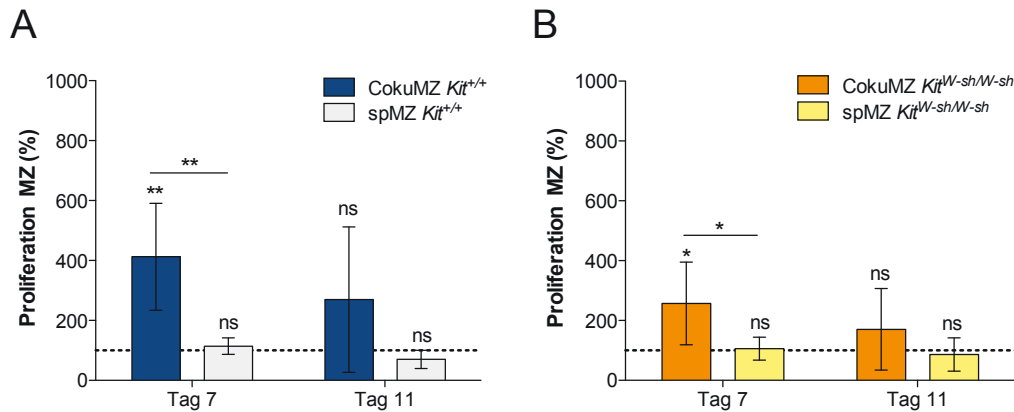 A
Proliferation MZ (%)
1000
800
600
400
200
0
CokuMZ Kit+/+
spMZ Kit+/+
**
**
ns
ns
ns
Tag 7
Tag 11
B
Proliferation MZ (%)
1000
800
600
400
200
0
CokuMZ KitW-sh/W-sh
spMZ KitW-sh/W-sh
*
*
ns
ns
ns
Tag 7
Tag 11